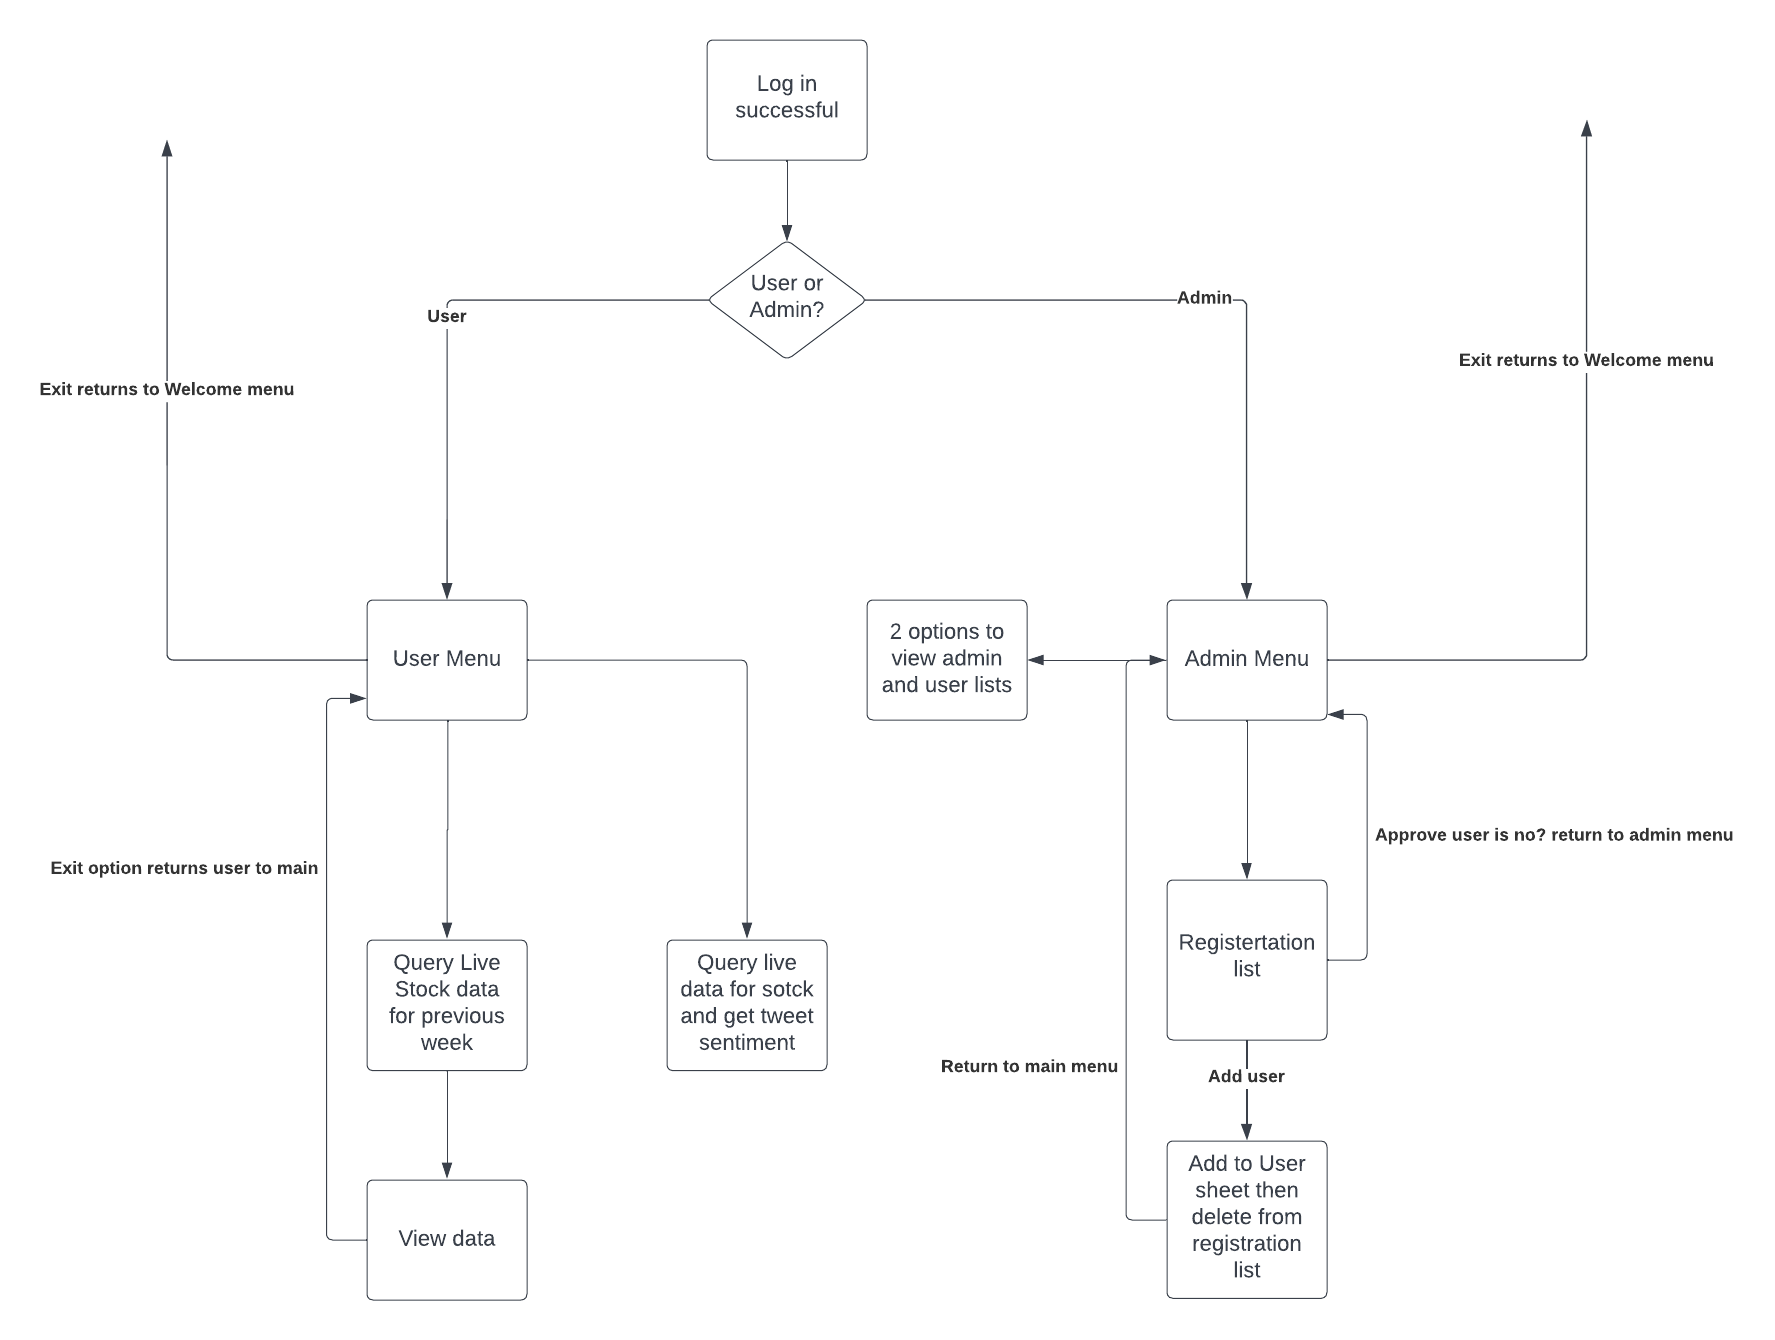 Log in
successful
User or
Admin?
User
Admin
Exit returns to Welcome menu
Exit returns to Welcome menu
User Menu
2 options to
view admin
and user lists
Admin Menu
Exit option returns user to main
Approve user is no? return to admin menu
Query Live
Stock data
for previous
week
Query live
data for sotck
and get tweet
sentiment
Registertation
list
Return to main menu
Add user
View data
Add to User
sheet then
delete from
registration
list